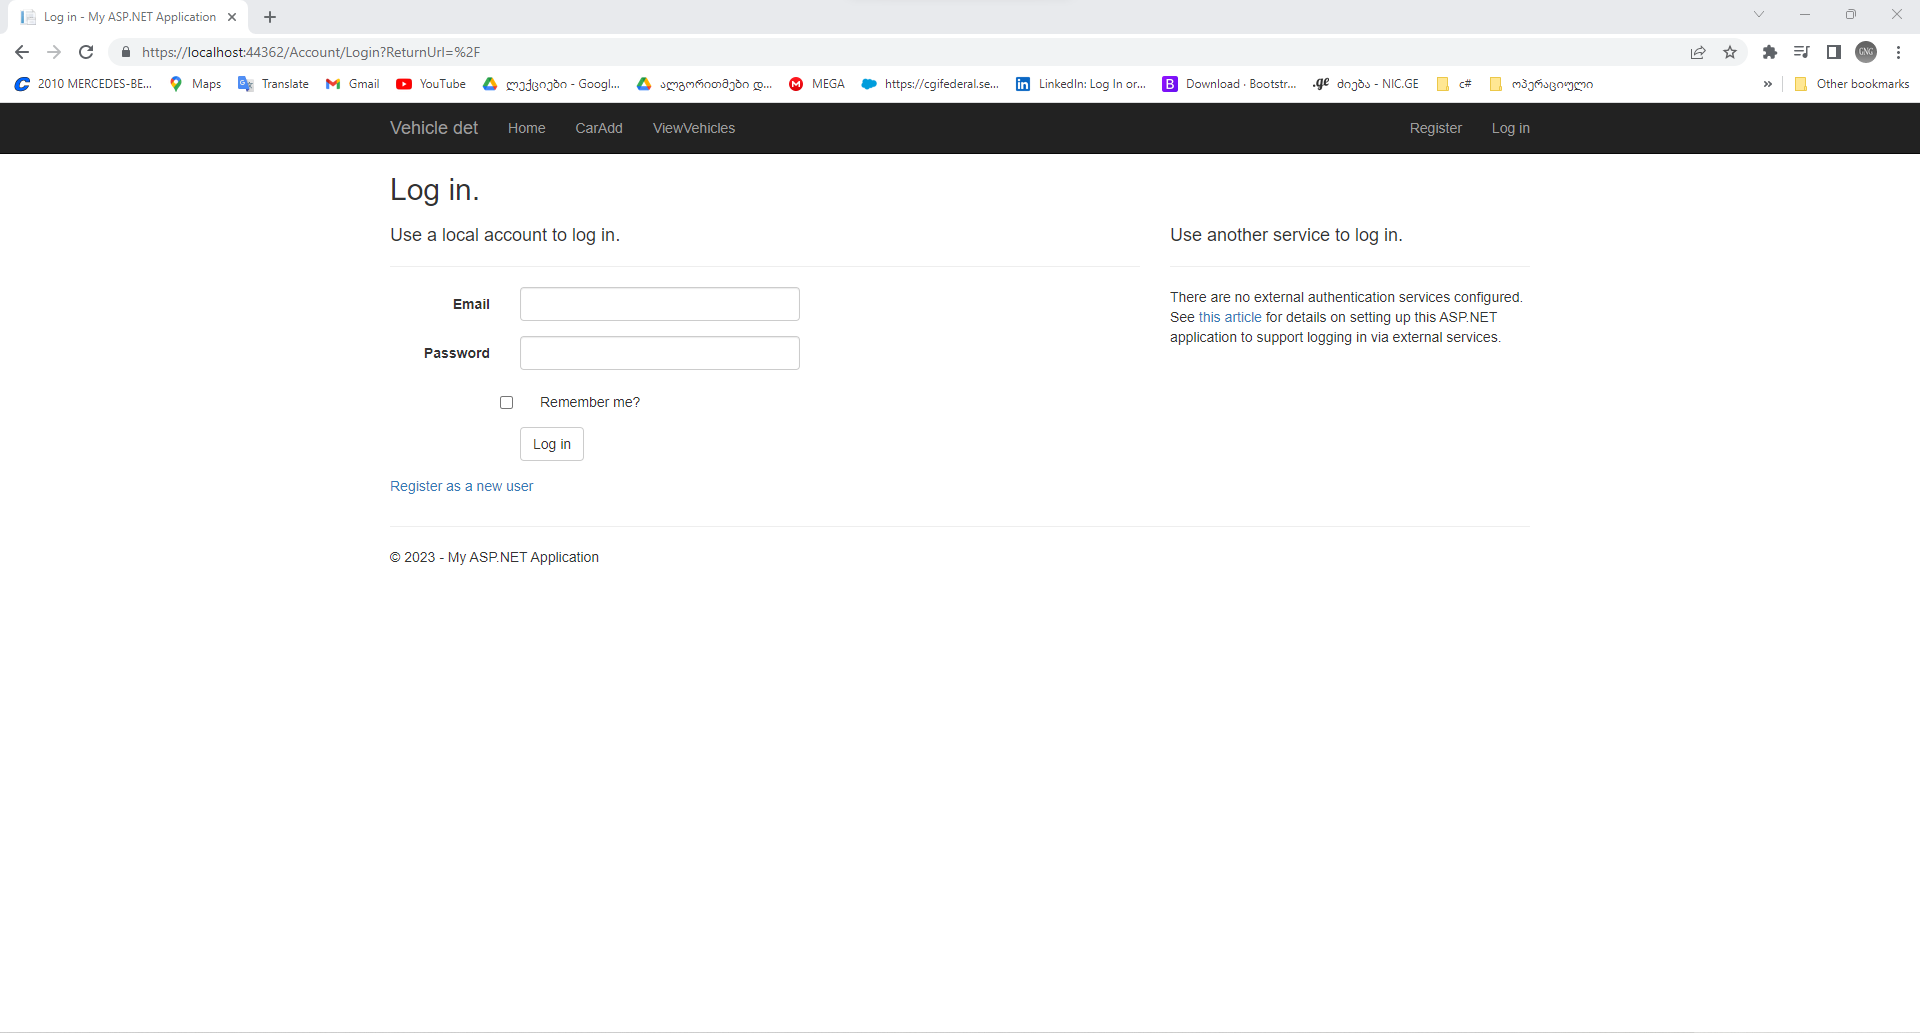 Log in - My ASP.NET Application
https://localhost:44362/Account/Login?ReturnUrl=%2F
GNG
2010 MERCEDES-BE... Maps Translate Gmail YouTube ლექციები - Googl... ალგორითმები დ... MEGA https://cgifederal.se... LinkedIn: Log In or... Download · Bootstr... .ge ძიება - NIC.GE c# ოპერაციული » Other bookmarks
Vehicle det Home CarAdd ViewVehicles Register Log in
Log in.
Use a local account to log in.
Email
Password
Remember me?
Log in
Register as a new user
Use another service to log in.
There are no external authentication services configured.
See this article for details on setting up this ASP.NET
application to support logging in via external services.
© 2023 - My ASP.NET Application